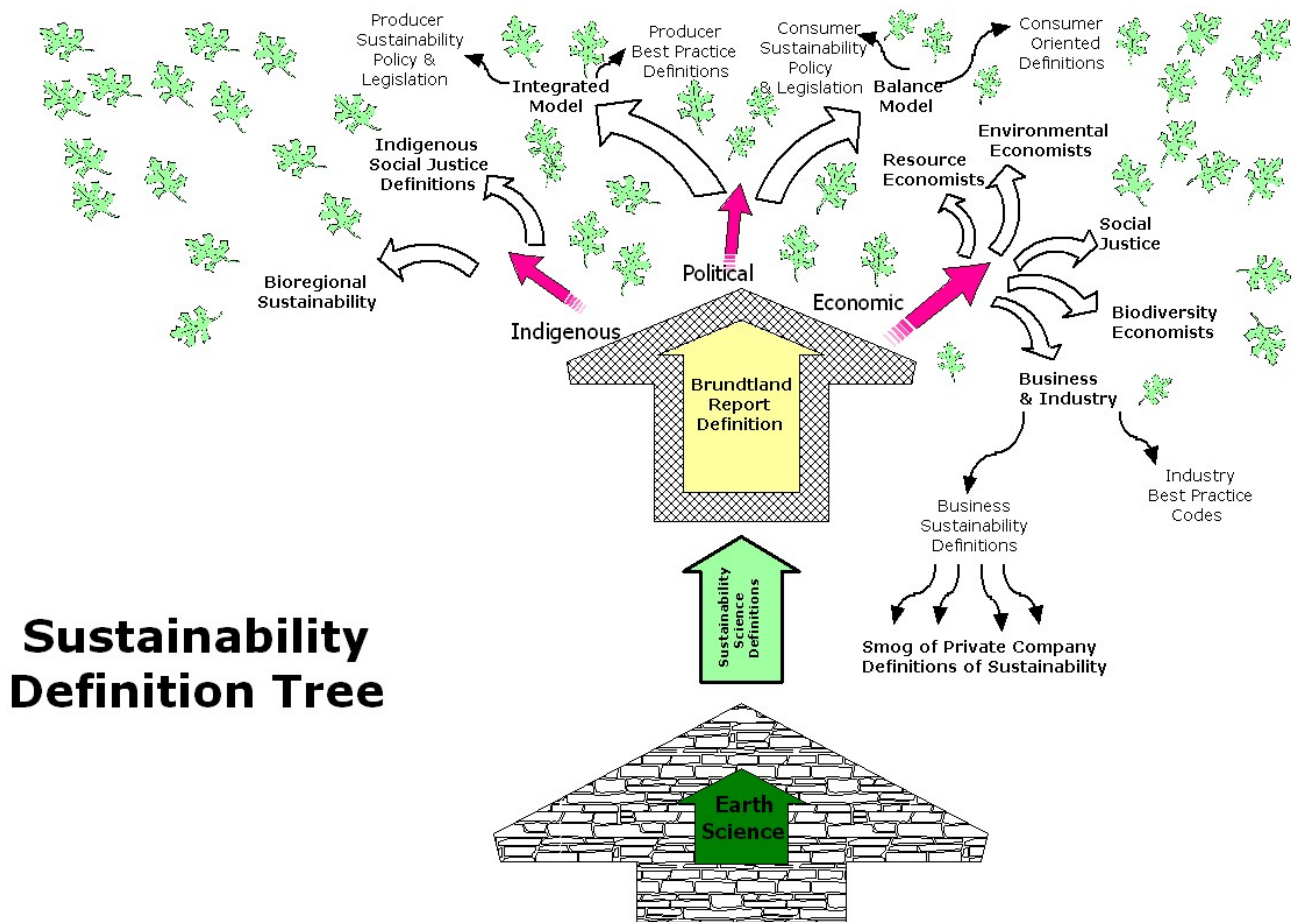 Producer
Sustainability
Policy &
Legislation
Producer
Best Practice
Definitions
Integrated
Model
Consumer
Sustainability
Policy
& Legislation
Balance
Model
Consumer
Oriented
Definitions
Indigenous
Social Justice
Definitions
Bioregional
Sustainability
Resource
Economists
Environmental
Economists
Social
Justice
Biodiversity
Economists
Business
& Industry
Indigenous
Political
Economic
Brundtland
Report
Definition
Industry
Best Practice
Codes
Business
Sustainability
Definitions
Smog of Private Company
Definitions of Sustainability
Sustainability
Science
Definitions
Sustainability
Definition Tree
Earth
Science